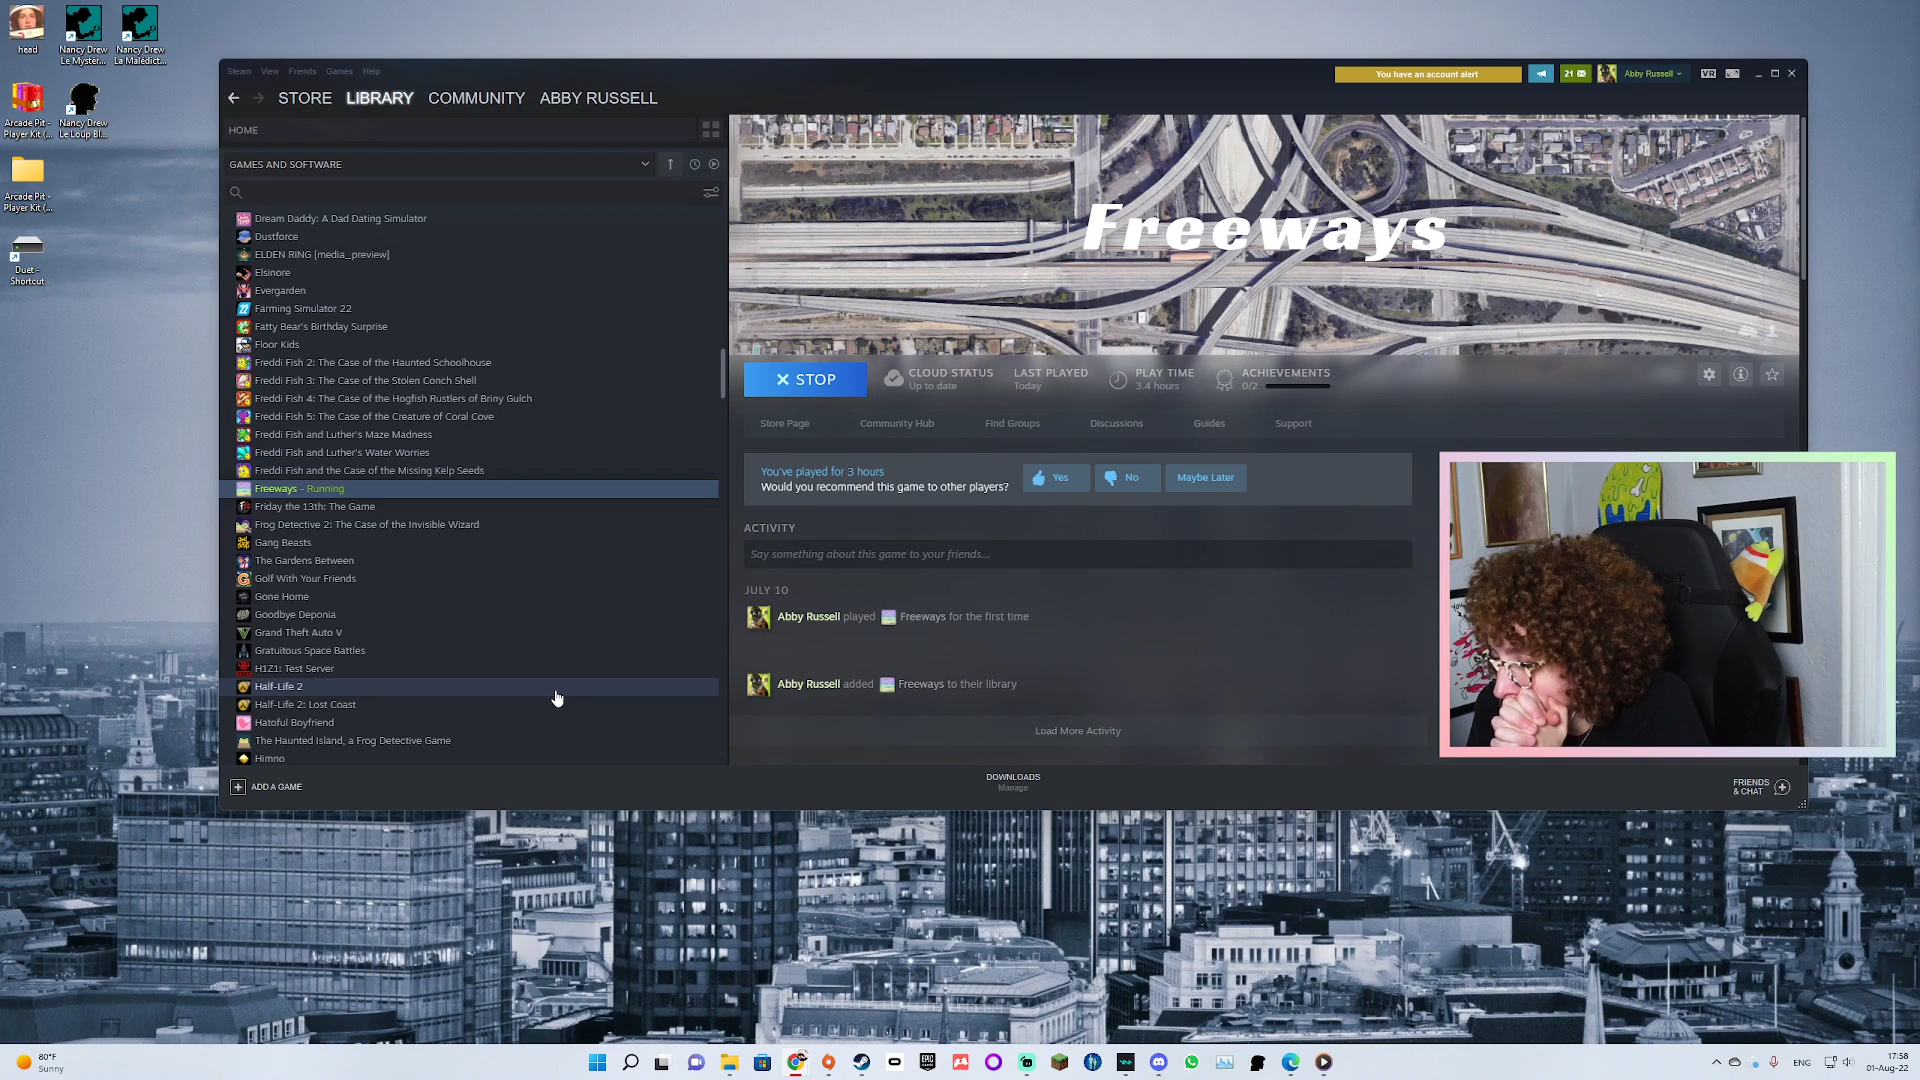 head
Nancy Drew
Le Myster...
Nancy Drew
La Malédict...
Arcade Pit -
Player Kit (...
Nancy Drew
Le Loup Bl...
Arcade Pit -
Player Kit (...
Duet -
Shortcut
Steam View Friends Games Help
You have an account alert
21
Abby Russell
VR
STORE LIBRARY COMMUNITY ABBY RUSSELL
HOME
GAMES AND SOFTWARE
Dream Daddy: A Dad Dating Simulator
Dustforce
ELDEN RING [media_preview]
Elsinore
Evergarden
Farming Simulator 22
Fatty Bear's Birthday Surprise
Floor Kids
Freddi Fish 2: The Case of the Haunted Schoolhouse
Freddi Fish 3: The Case of the Stolen Conch Shell
Freddi Fish 4: The Case of the Hogfish Rustlers of Briny Gulch
Freddi Fish 5: The Case of the Creature of Coral Cove
Freddi Fish and Luther's Maze Madness
Freddi Fish and Luther's Water Worries
Freddi Fish and the Case of the Missing Kelp Seeds
Freeways - Running
Friday the 13th: The Game
Frog Detective 2: The Case of the Invisible Wizard
Gang Beasts
The Gardens Between
Golf With Your Friends
Gone Home
Goodbye Deponia
Grand Theft Auto V
Gratuitous Space Battles
H1Z1: Test Server
Half-Life 2
Half-Life 2: Lost Coast
Hatoful Boyfriend
The Haunted Island, a Frog Detective Game
Himno
ADD A GAME
Freeways
STOP
CLOUD STATUS
Up to date
LAST PLAYED
Today
PLAY TIME
3.4 hours
ACHIEVEMENTS
0/2
Store Page Community Hub Find Groups Discussions Guides Support
You've played for 3 hours
Would you recommend this game to other players?
Yes
No
Maybe Later
ACTIVITY
Say something about this game to your friends...
JULY 10
Abby Russell played Freeways for the first time
Abby Russell added Freeways to their library
Load More Activity
DOWNLOADS
Manage
FRIENDS
& CHAT
80°F
Sunny
ENG
17:58
01-Aug-22